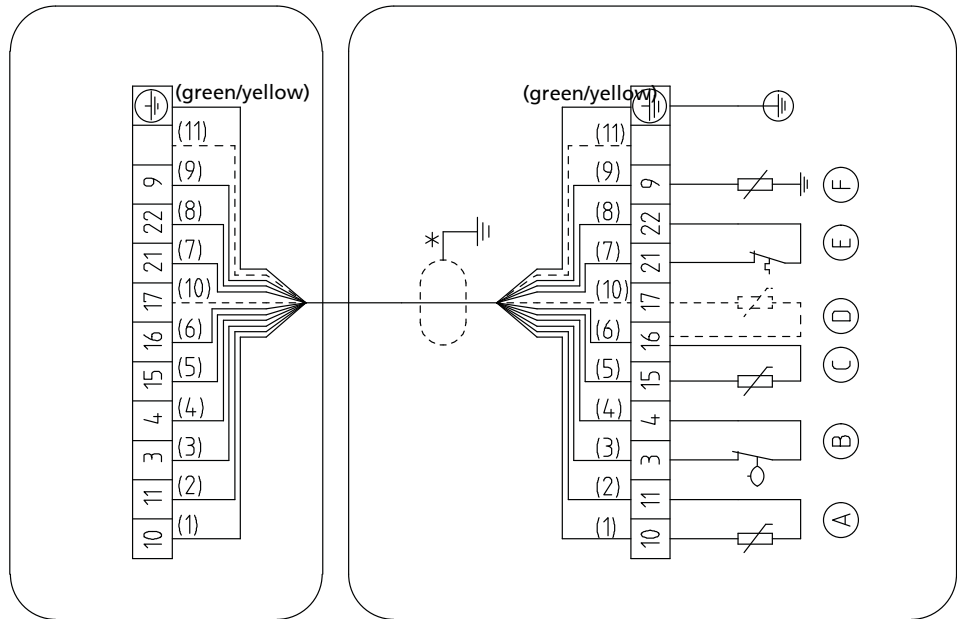 (green/yellow) (green/yellow)
(11) (11)
9 (9) (9) 9 F
22 (8) (8) 22 E
21 (7) (7) 21
*
17 (10) (10) 17 D
16 (6) (6) 16
15 (5) (5) 15 C
4 (4) (4) 4 B
3 (3) (3) 3
11 (2) (2) 11 A
10 (1) (1) 10